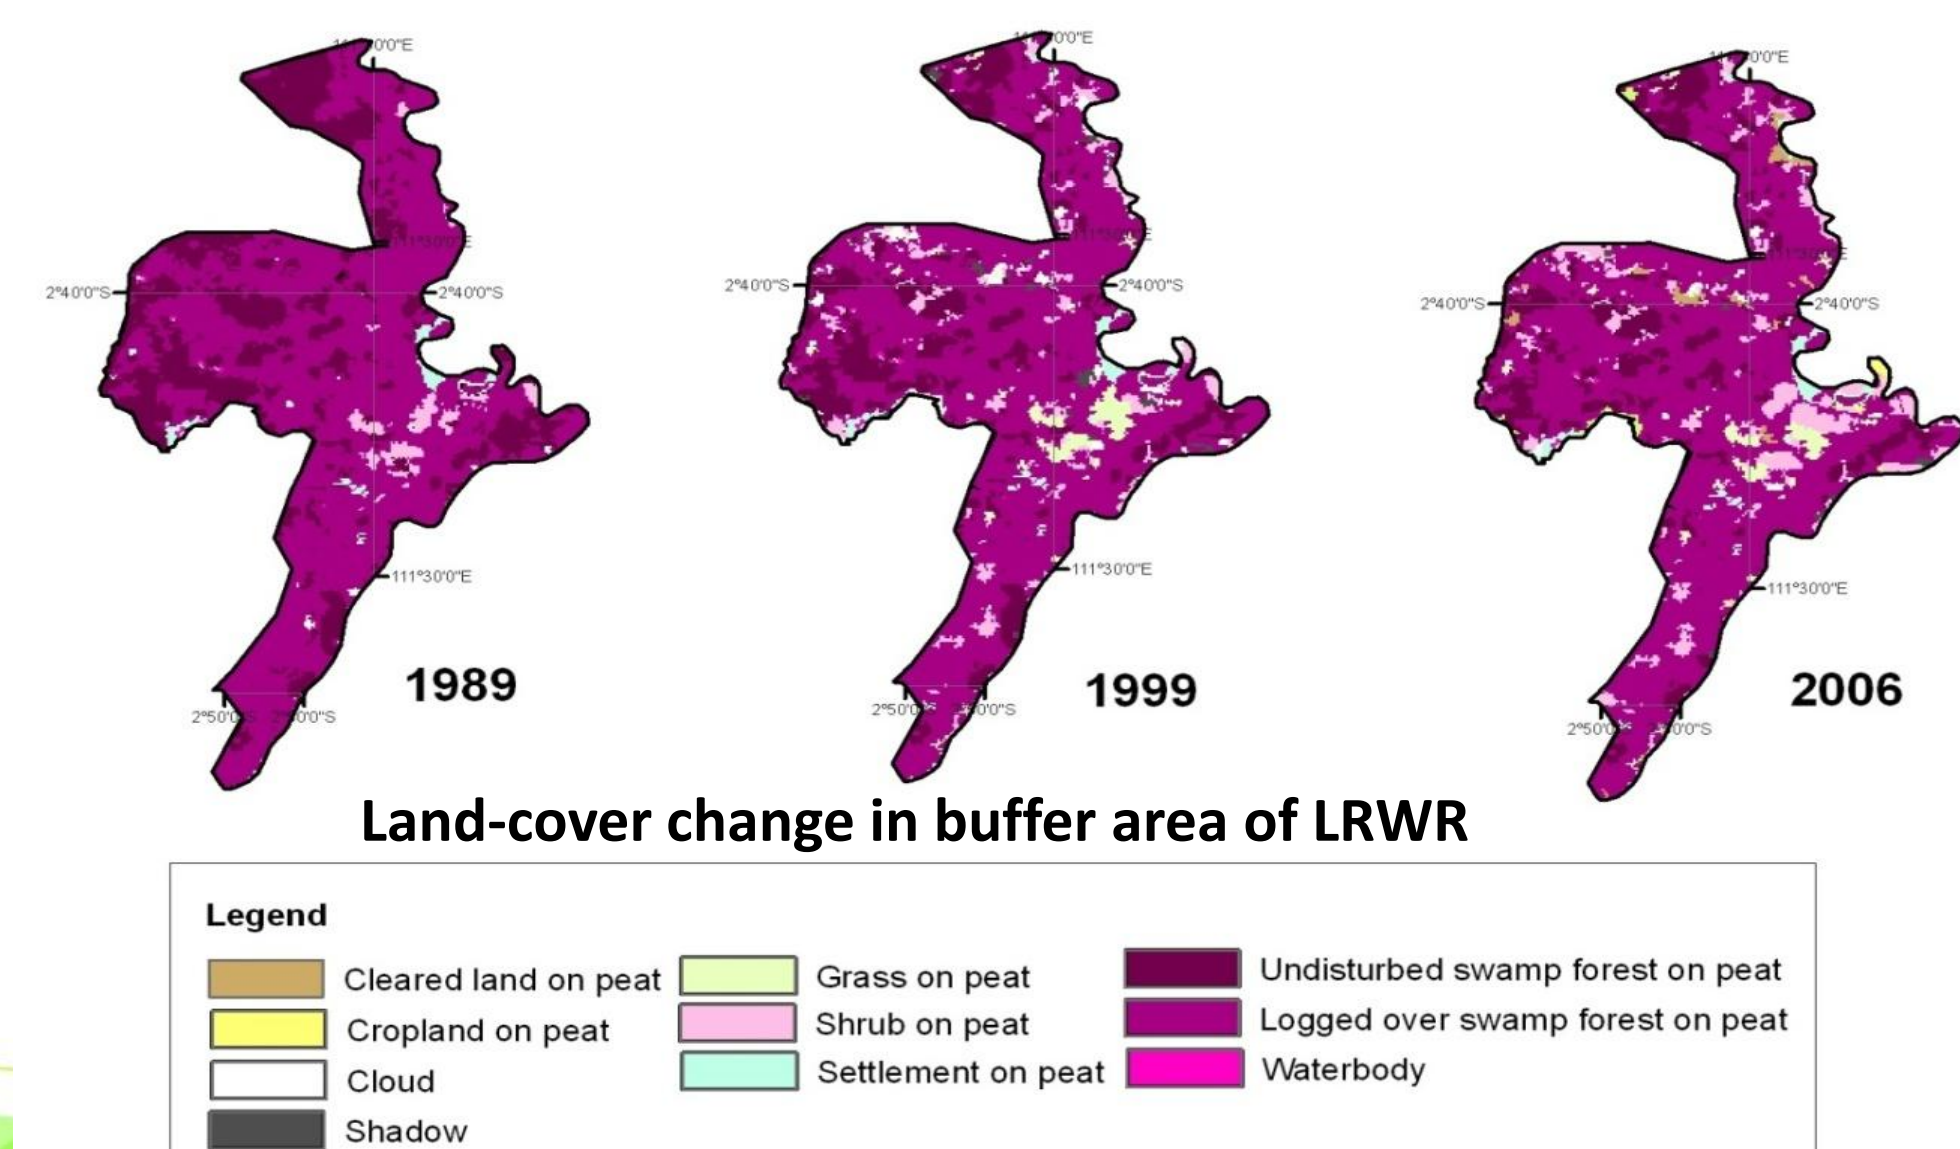 2°40'0"S
2°40'0"S
111°30'0"E
1989
2°40'0"S
2°40'0"S
111°30'0"E
1999
2°40'0"S
2°40'0"S
111°30'0"E
2006
Land-cover change in buffer area of LRWR
Legend
Cleared land on peat
Cropland on peat
Cloud
Shadow
Grass on peat
Shrub on peat
Settlement on peat
Undisturbed swamp forest on peat
Logged over swamp forest on peat
Waterbody